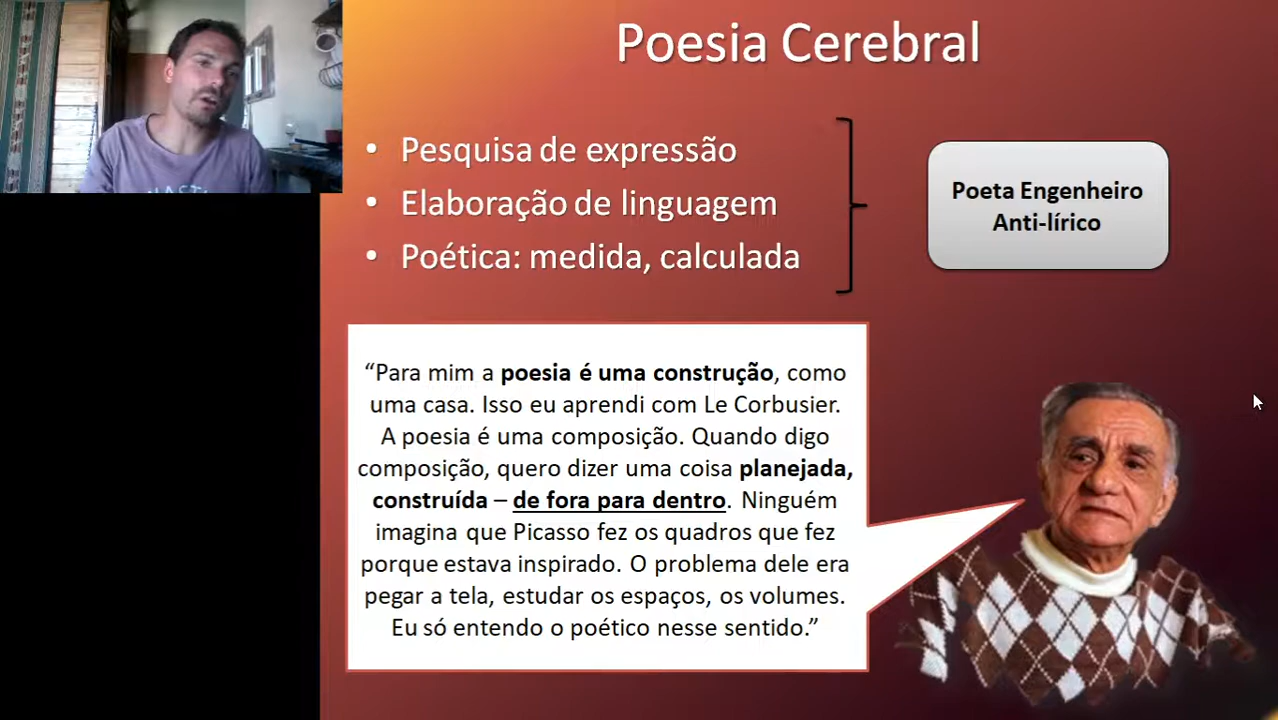 Poesia Cerebral
• Pesquisa de expressão
• Elaboração de linguagem
• Poética: medida, calculada
Poeta Engenheiro
Anti-lírico
“Para mim a poesia é uma construção, como
uma casa. Isso eu aprendi com Le Corbusier.
A poesia é uma composição. Quando digo
composição, quero dizer uma coisa planejada,
construída – de fora para dentro. Ninguém
imagina que Picasso fez os quadros que fez
porque estava inspirado. O problema dele era
pegar a tela, estudar os espaços, os volumes.
Eu só entendo o poético nesse sentido.”